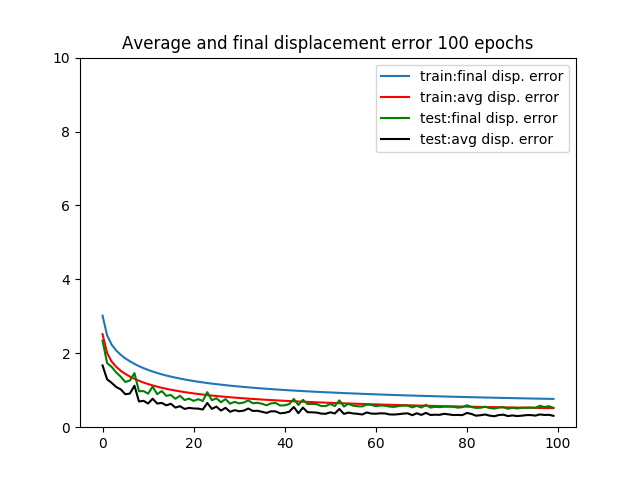 Average and final displacement error 100 epochs
10
8
6
4
2
0
train:final disp. error
train:avg disp. error
test:final disp. error
test:avg disp. error
0 20 40 60 80 100